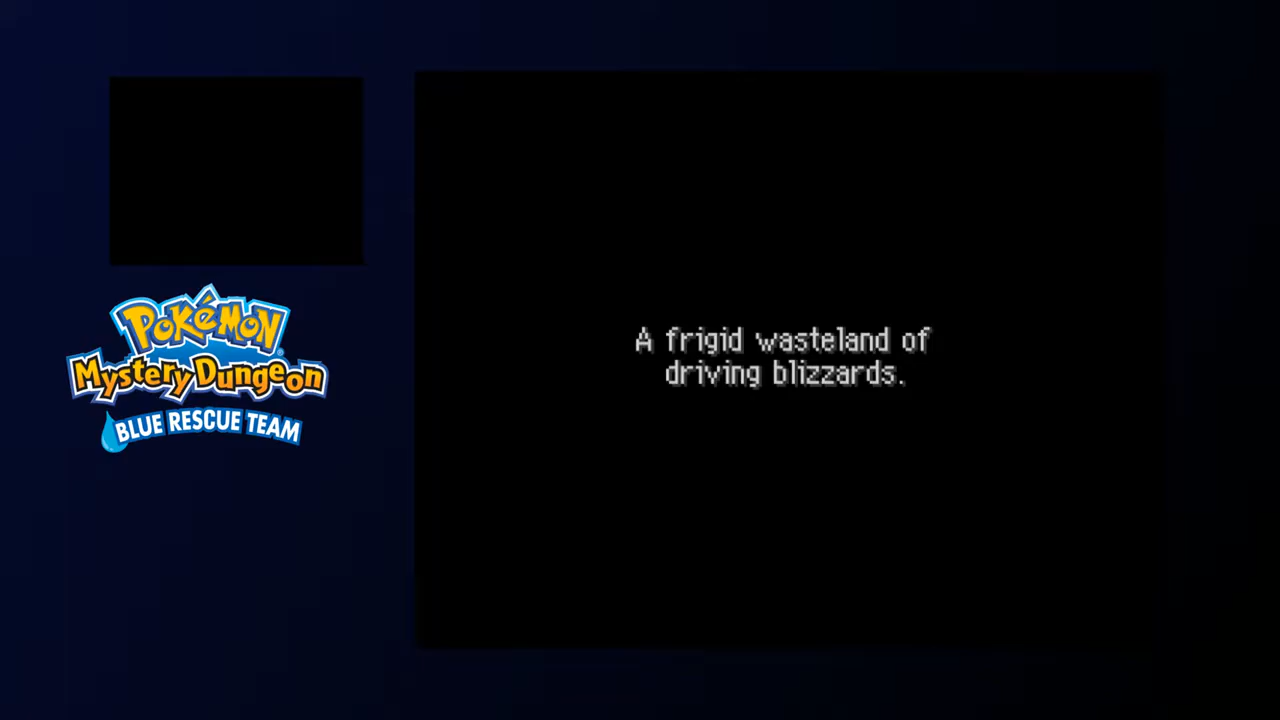 POKéMON
Mystery Dungeon
BLUE RESCUE TEAM
A frigid wasteland of
driving blizzards.